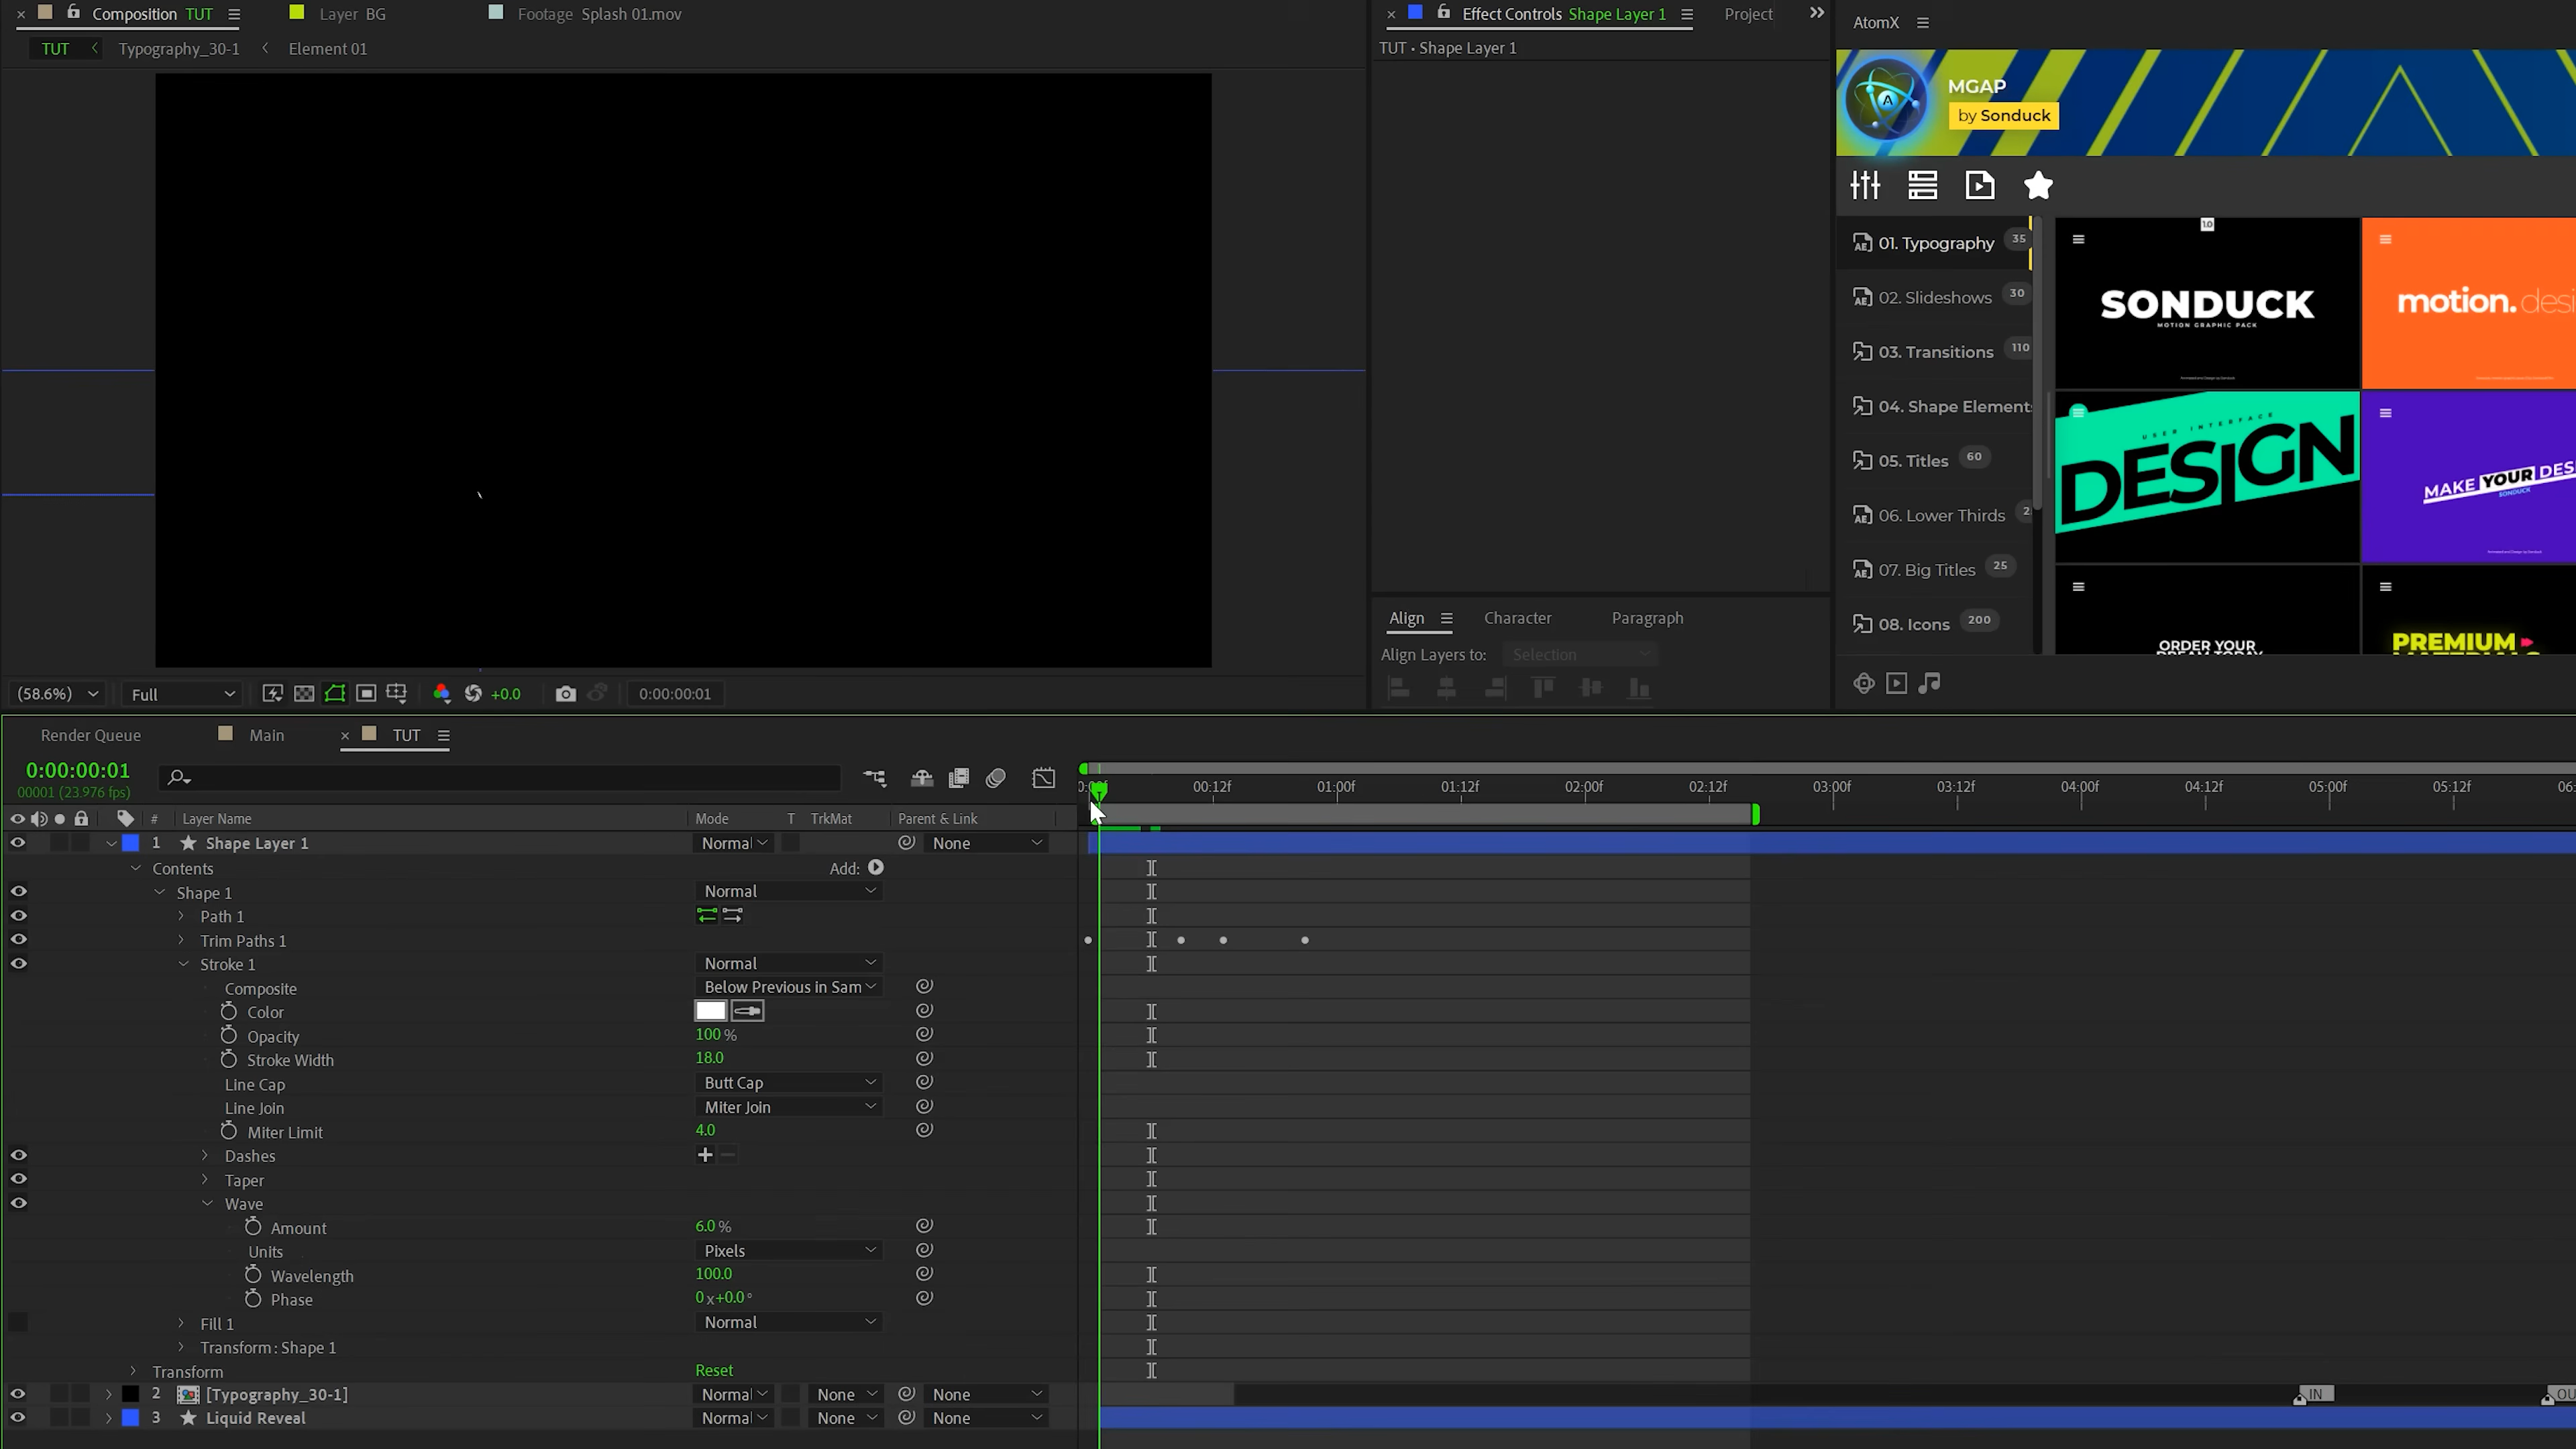 Composition TUT
Layer BG
Footage Splash 01.mov
Effect Controls Shape Layer 1
Project
AtomX
TUT
Typography_30-1
Element 01
TUT • Shape Layer 1
MGAP
by Sonduck
01. Typography 35
02. Slideshows 30
03. Transitions 110
04. Shape Element
05. Titles 60
06. Lower Thirds 2
07. Big Titles 25
08. Icons 200
1.0
SONDUCK
MOTION GRAPHIC PACK
motion.desi
USER INTERFACE
DESIGN
MAKE YOUR DES
SONDUCK
ORDER YOUR
DREAM TODAY
PREMIUM
MATERIALS
Align
Character
Paragraph
Align Layers to: Selection
(58.6%)
Full
+0.0
0:00:00:01
Render Queue
Main
TUT
0:00:00:01
00001 (23.976 fps)
00:12f
01:00f
01:12f
02:00f
02:12f
03:00f
03:12f
04:00f
04:12f
05:00f
05:12f
06:
# Layer Name Mode T TrkMat Parent & Link
1 Shape Layer 1 Normal None
Contents Add:
Shape 1 Normal
Path 1
Trim Paths 1
Stroke 1 Normal
Composite Below Previous in Sam
Color
Opacity 100 %
Stroke Width 18.0
Line Cap Butt Cap
Line Join Miter Join
Miter Limit 4.0
Dashes
Taper
Wave
Amount 6.0 %
Units Pixels
Wavelength 100.0
Phase 0 x+0.0 °
Fill 1 Normal
Transform: Shape 1
Transform Reset
2 [Typography_30-1] Normal None None
IN
OU
3 Liquid Reveal Normal None None